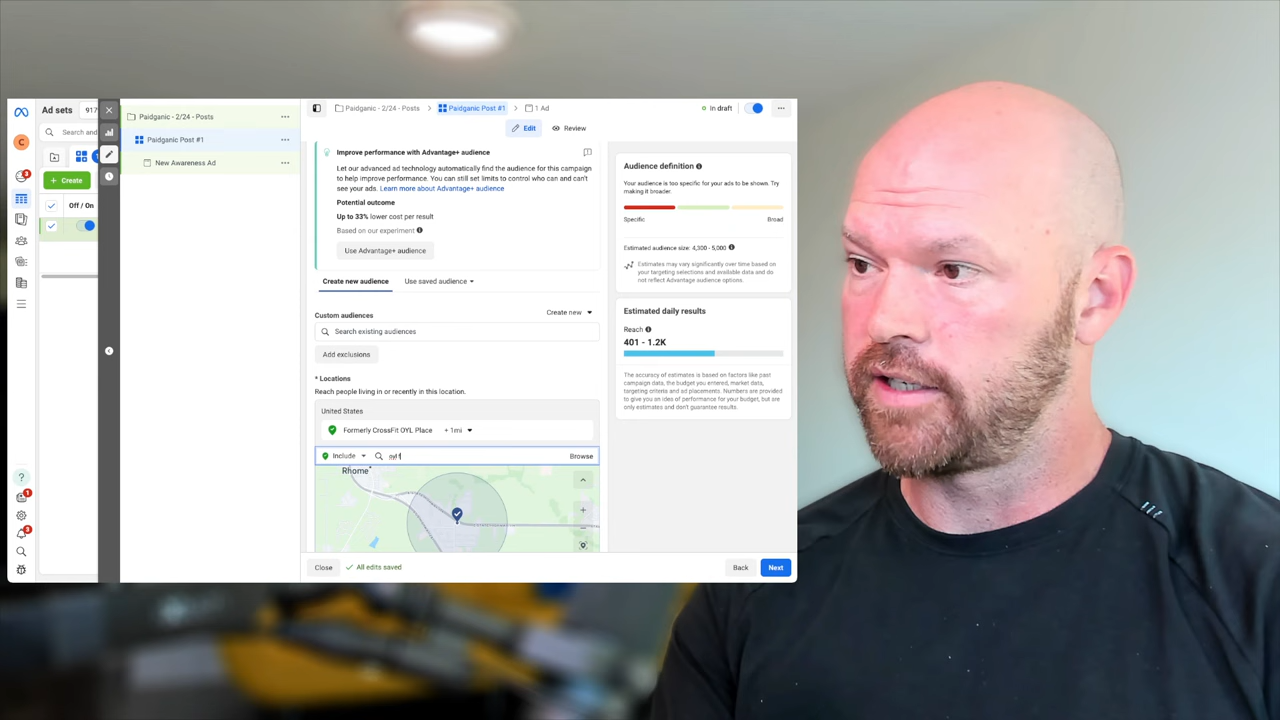 Ad sets
917
Search and
Create
Off / On
Paidganic - 2/24 - Posts
Paidganic Post #1
New Awareness Ad
Paidganic - 2/24 - Posts
Paidganic Post #1
1 Ad
In draft
Edit
Review
Improve performance with Advantage+ audience
Let our advanced ad technology automatically find the audience for this campaign
to help improve performance. You can still set limits to control who can and can't
see your ads. Learn more about Advantage+ audience
Potential outcome
Up to 33% lower cost per result
Based on our experiment
Use Advantage+ audience
Create new audience
Use saved audience
Custom audiences
Create new
Search existing audiences
Add exclusions
* Locations
Reach people living in or recently in this location.
United States
Formerly CrossFit OYL Place + 1mi
Include
Browse
Rhome
Close
All edits saved
Back
Next
Audience definition
Your audience is too specific for your ads to be shown. Try
making it broader.
Specific
Broad
Estimated audience size: 4,300 - 5,000
Estimates may vary significantly over time based on
your targeting selections and available data and do
not reflect Advantage audience options.
Estimated daily results
Reach
401 - 1.2K
The accuracy of estimates is based on factors like past
campaign data, the budget you entered, market data,
targeting criteria and ad placements. Numbers are provided
to give you an idea of performance for your budget, but are
only estimates and don't guarantee results.